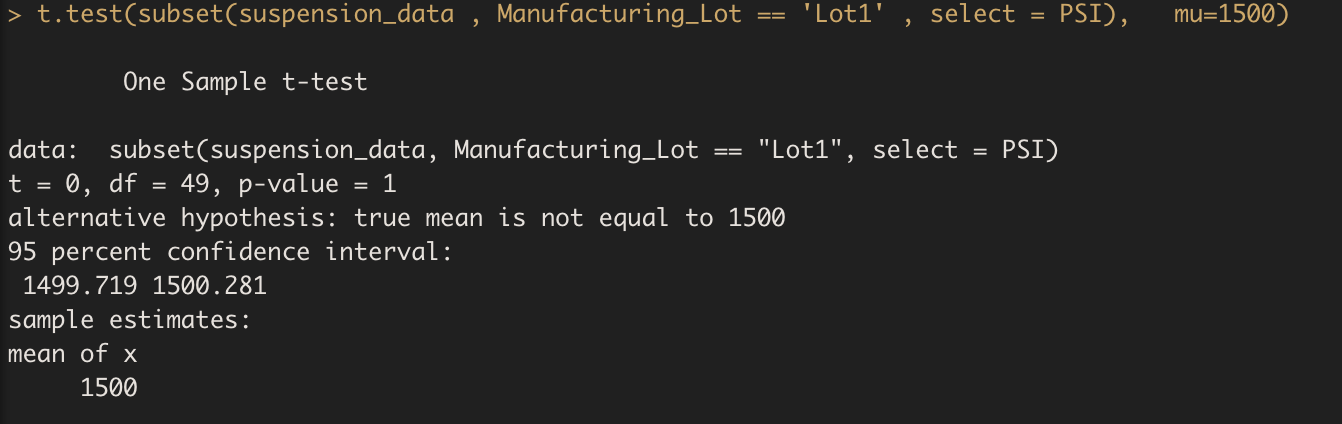 > t.test(subset(suspension_data , Manufacturing_Lot == 'Lot1' , select = PSI),   mu=1500)
One Sample t-test
data:  subset(suspension_data, Manufacturing_Lot == "Lot1", select = PSI)
t = 0, df = 49, p-value = 1
alternative hypothesis: true mean is not equal to 1500
95 percent confidence interval:
1499.719 1500.281
sample estimates:
mean of x
1500